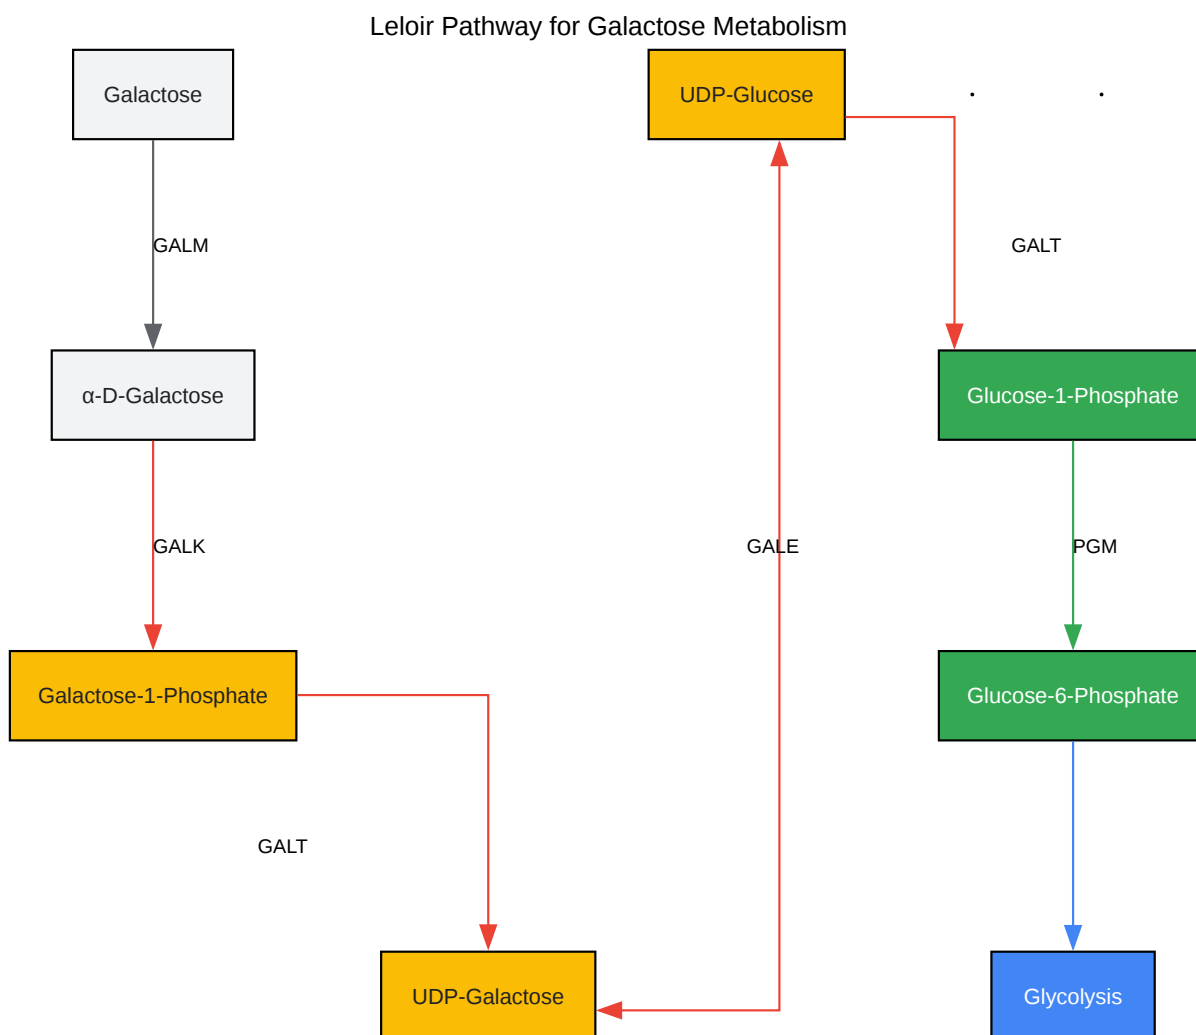 Leloir Pathway for Galactose Metabolism
Galactose
UDP-Glucose
GALM
GALT
α-D-Galactose
Glucose-1-Phosphate
GALK
GALE
PGM
Galactose-1-Phosphate
Glucose-6-Phosphate
GALT
UDP-Galactose
Glycolysis